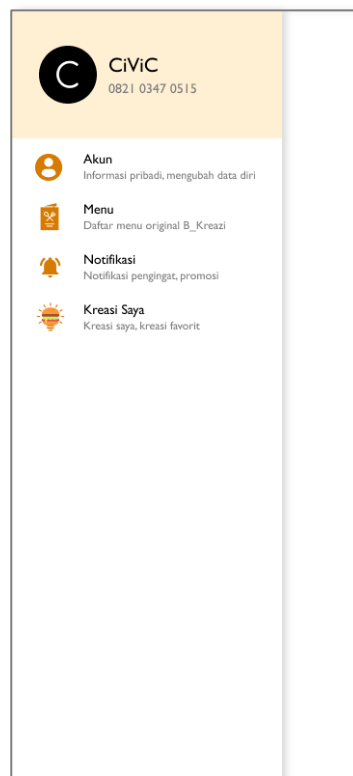 C
CiViC
0821 0347 0515
Akun
Informasi pribadi, mengubah data diri
Menu
Daftar menu original B_Kreazi
Notifikasi
Notifikasi pengingat, promosi
Kreasi Saya
Kreasi saya, kreasi favorit